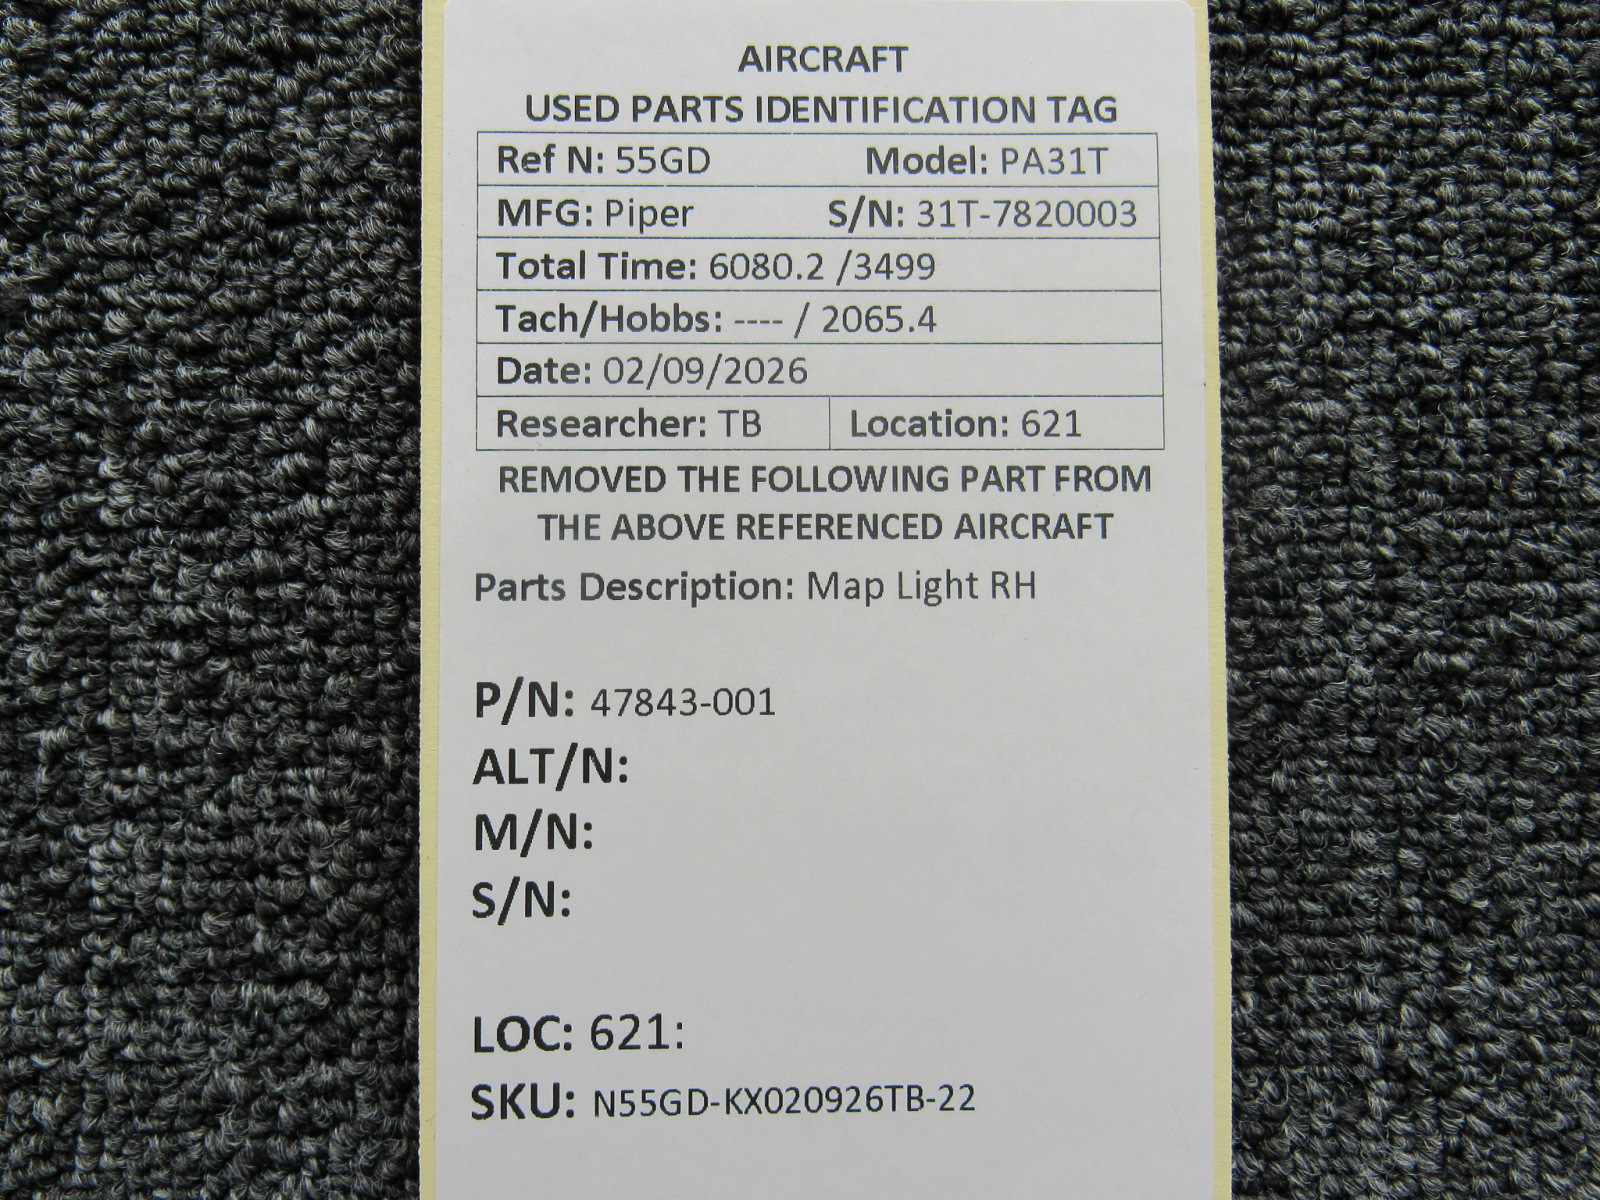 AIRCRAFT
USED PARTS IDENTIFICATION TAG
Ref N: 55GD Model: PA31T
MFG: Piper S/N: 31T-7820003
Total Time: 6080.2 /3499
Tach/Hobbs: ---- / 2065.4
Date: 02/09/2026
Researcher: TB Location: 621
REMOVED THE FOLLOWING PART FROM
THE ABOVE REFERENCED AIRCRAFT
Parts Description: Map Light RH
P/N: 47843-001
ALT/N:
M/N:
S/N:
LOC: 621:
SKU: N55GD-KX020926TB-22